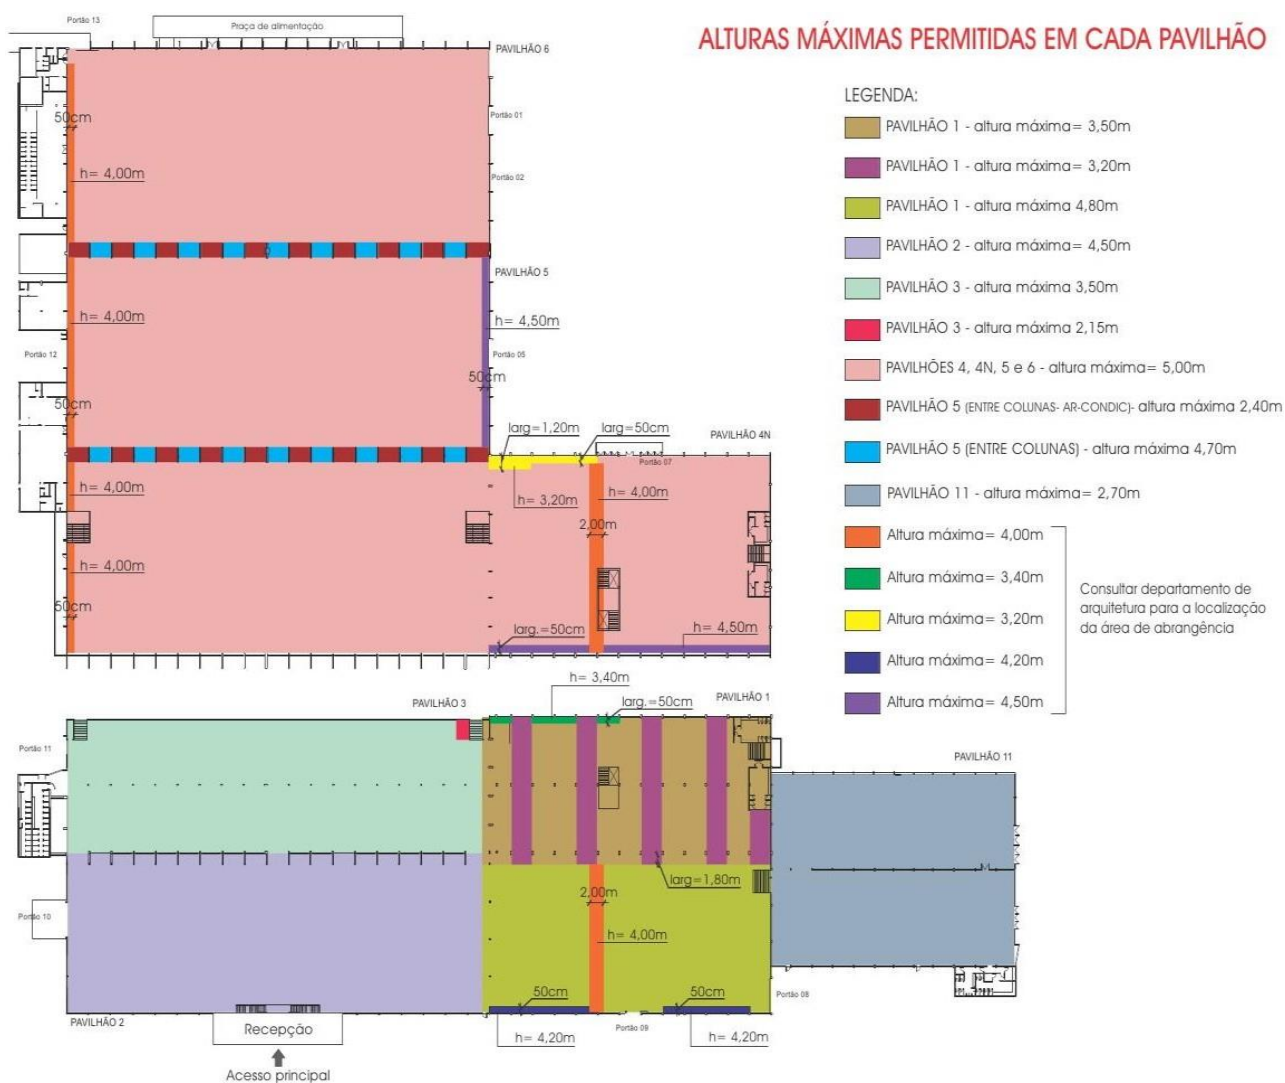 Portão 13
Praça de alimentação
PAVILHÃO 6
ALTURAS MÁXIMAS PERMITIDAS EM CADA PAVILHÃO
LEGENDA:
PAVILHÃO 1 - altura máxima= 3,50m
PAVILHÃO 1 - altura máxima= 3,20m
PAVILHÃO 1 - altura máxima 4,80m
PAVILHÃO 2 - altura máxima= 4,50m
PAVILHÃO 3 - altura máxima 3,50m
PAVILHÃO 3 - altura máxima 2,15m
PAVILHÕES 4, 4N, 5 e 6 - altura máxima= 5,00m
PAVILHÃO 5 (ENTRE COLUNAS- AR-CONDIC)- altura máxima 2,40m
PAVILHÃO 5 (ENTRE COLUNAS) - altura máxima 4,70m
PAVILHÃO 11 - altura máxima= 2,70m
Altura máxima= 4,00m
Altura máxima= 3,40m
Altura máxima= 3,20m
Altura máxima= 4,20m
Altura máxima= 4,50m
Consultar departamento de
arquitetura para a localização
da área de abrangência
50cm
Portão 01
h= 4,00m
Portão 02
PAVILHÃO 5
h= 4,00m
h= 4,50m
Portão 12
Portão 05
50cm
50cm
larg=1,20m
larg=50cm
PAVILHÃO 4N
Portão 07
h= 4,00m
h= 3,20m
h= 4,00m
2,00m
h= 4,00m
50cm
larg.=50cm
h= 4,50m
h= 3,40m
PAVILHÃO 3
larg.=50cm
PAVILHÃO 1
Portão 11
PAVILHÃO 11
larg=1,80m
2,00m
Portão 10
h= 4,00m
50cm
50cm
Portão 08
PAVILHÃO 2
Recepção
Portão 09
h= 4,20m
h= 4,20m
Acesso principal